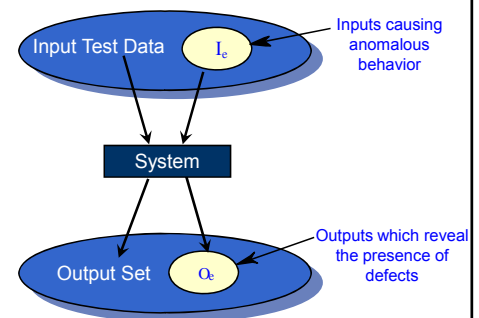 Inputs causing
anomalous
behavior
Input Test Data
Ie
System
Outputs which reveal
the presence of
defects
Output Set
Oe